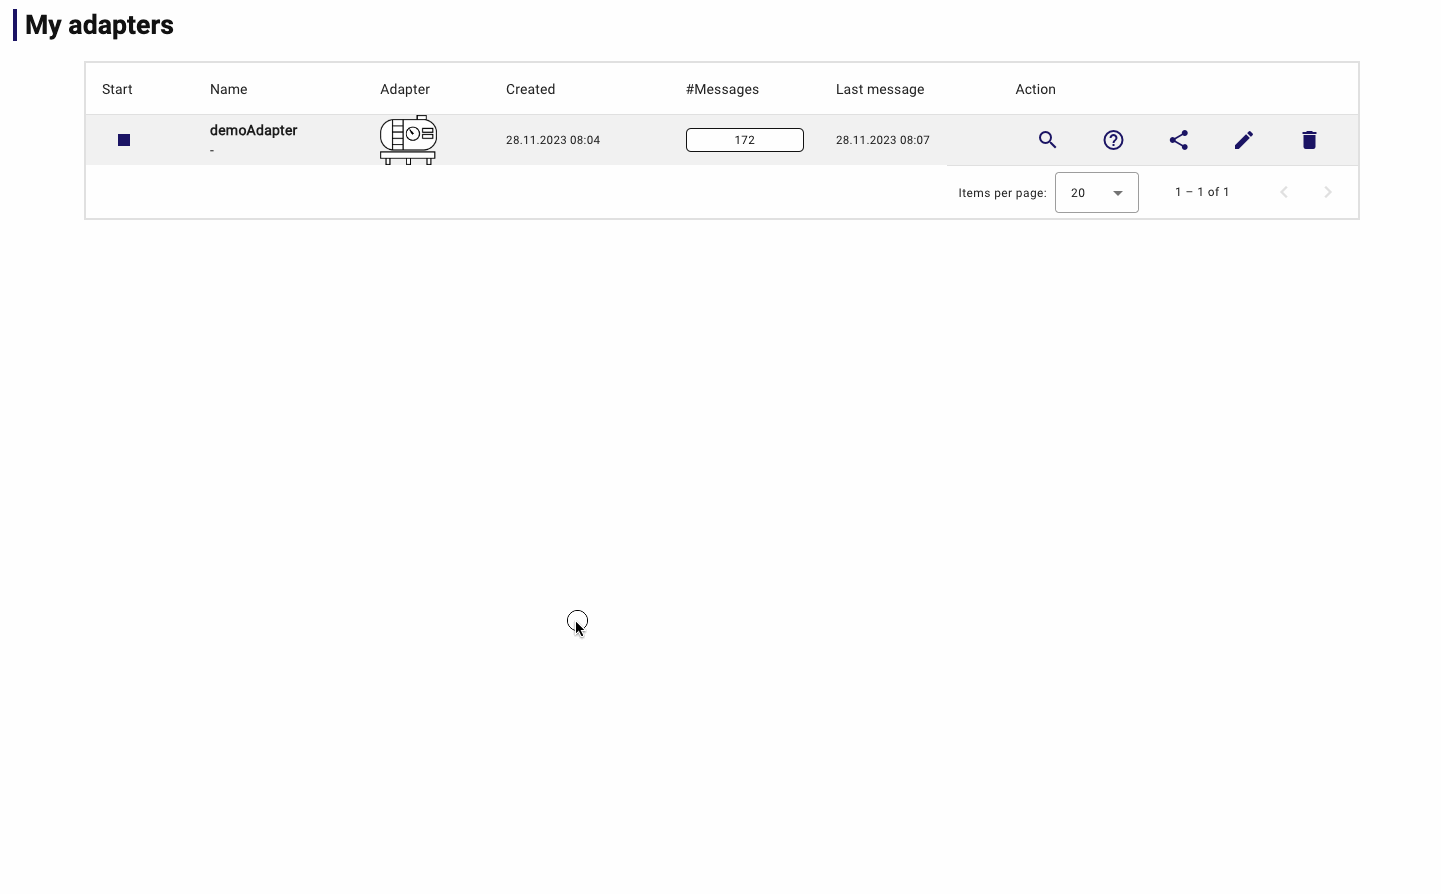 My adapters
Start Name Adapter Created #Messages Last message Action
demoAdapter
-
28.11.2023 08:04 172 28.11.2023 08:07
Items per page: 20 1 – 1 of 1